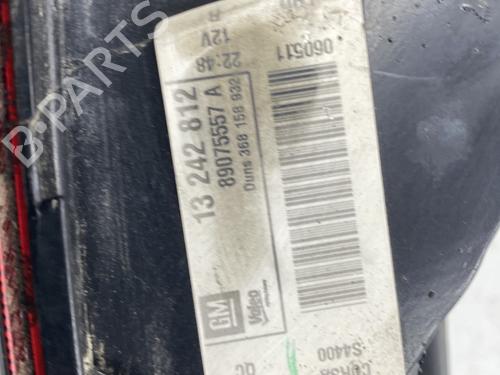 B-PARTS
R
12V
22:48
060511
13 242 812
89075557 A
Duns 368 158 932
GM
Valeo
S4400